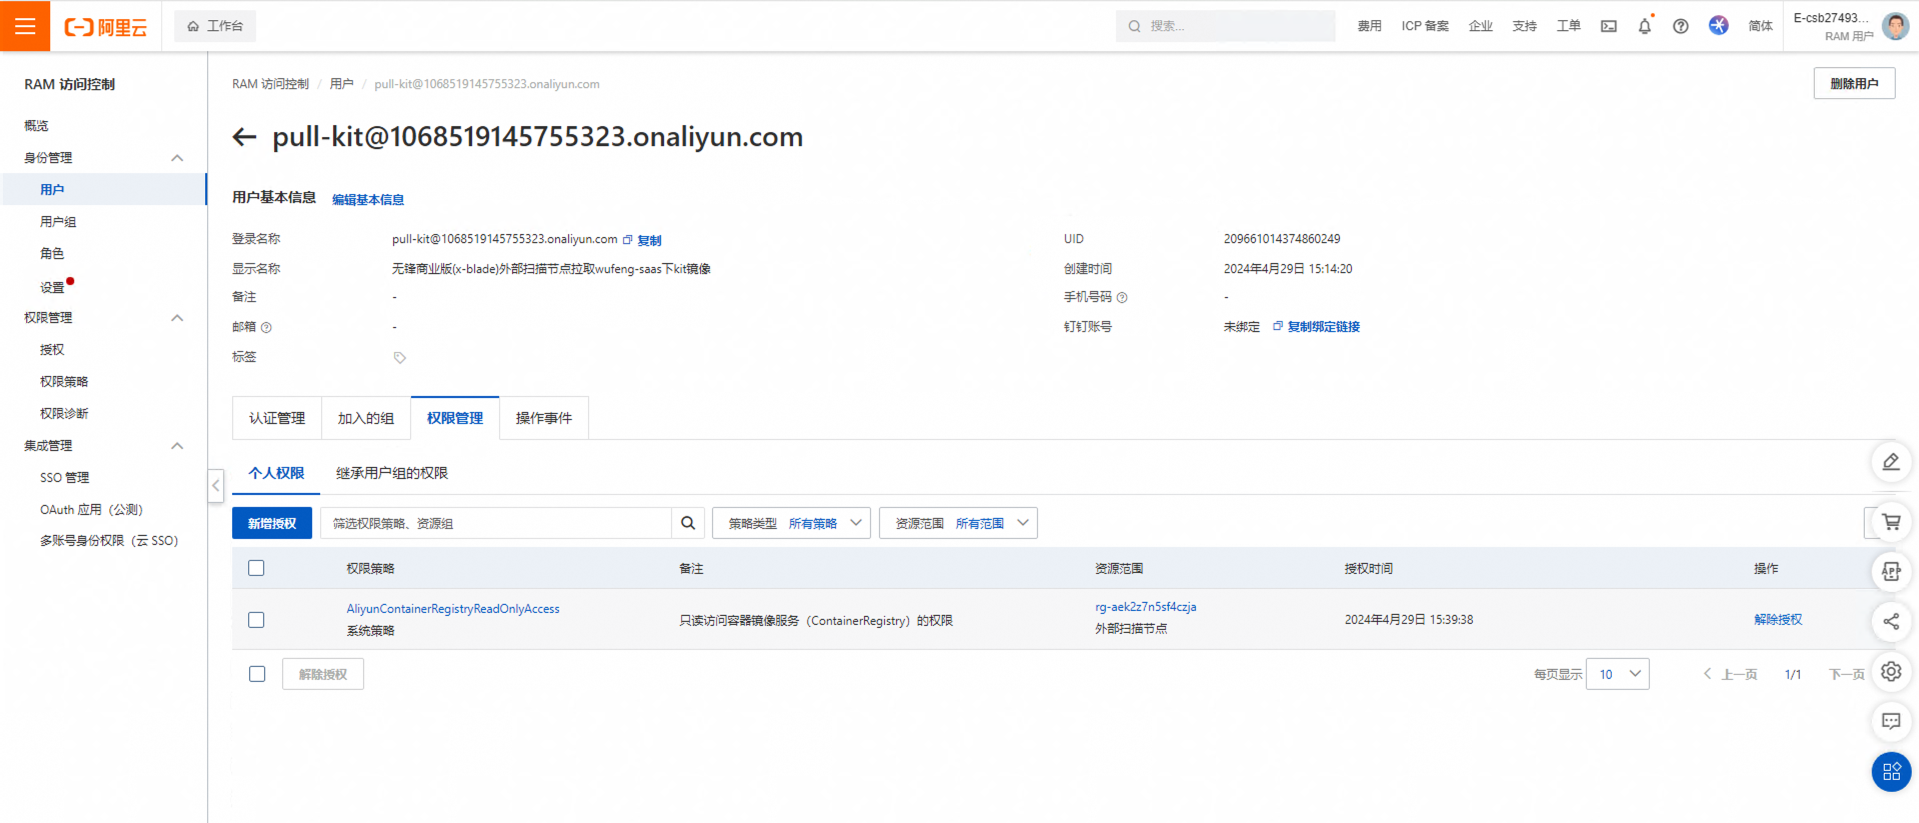 阿里云
工作台
搜索...
费用
ICP 备案
企业
支持
工单
简体
E-csb27493...
RAM 用户
RAM 访问控制
概览
身份管理
用户
用户组
角色
设置
权限管理
授权
权限策略
权限诊断
集成管理
SSO 管理
OAuth 应用（公测）
多账号身份权限（云 SSO）
RAM 访问控制 / 用户 / pull-kit@1068519145755323.onaliyun.com
删除用户
pull-kit@1068519145755323.onaliyun.com
用户基本信息 编辑基本信息
登录名称 pull-kit@1068519145755323.onaliyun.com 复制
UID 209661014374860249
显示名称 无锋商业版(x-blade)外部扫描节点拉取wufeng-saas下kit镜像
创建时间 2024年4月29日 15:14:20
备注 -
手机号码 -
邮箱 -
钉钉账号 未绑定 复制绑定链接
标签
认证管理 加入的组 权限管理 操作事件
个人权限 继承用户组的权限
新增授权 筛选权限策略、资源组 策略类型 所有策略 资源范围 所有范围
权限策略 备注 资源范围 授权时间 操作
AliyunContainerRegistryReadOnlyAccess
系统策略
只读访问容器镜像服务（ContainerRegistry）的权限
rg-aek2z7n5sf4czja
外部扫描节点
2024年4月29日 15:39:38
解除授权
解除授权
每页显示 10 上一页 1/1 下一页
APP